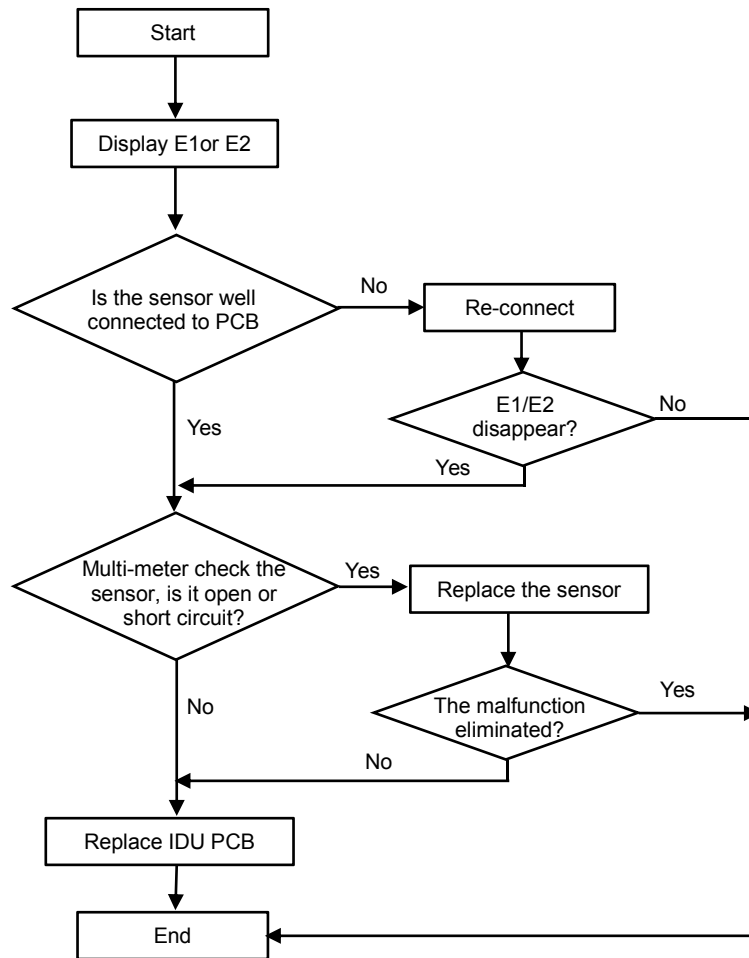 Start
Display E1or E2
Is the sensor well
connected to PCB
No
Re-connect
E1/E2
disappear?
No
Yes
Yes
Multi-meter check the
sensor, is it open or
short circuit?
Yes
Replace the sensor
The malfunction
eliminated?
Yes
No
No
Replace IDU PCB
End